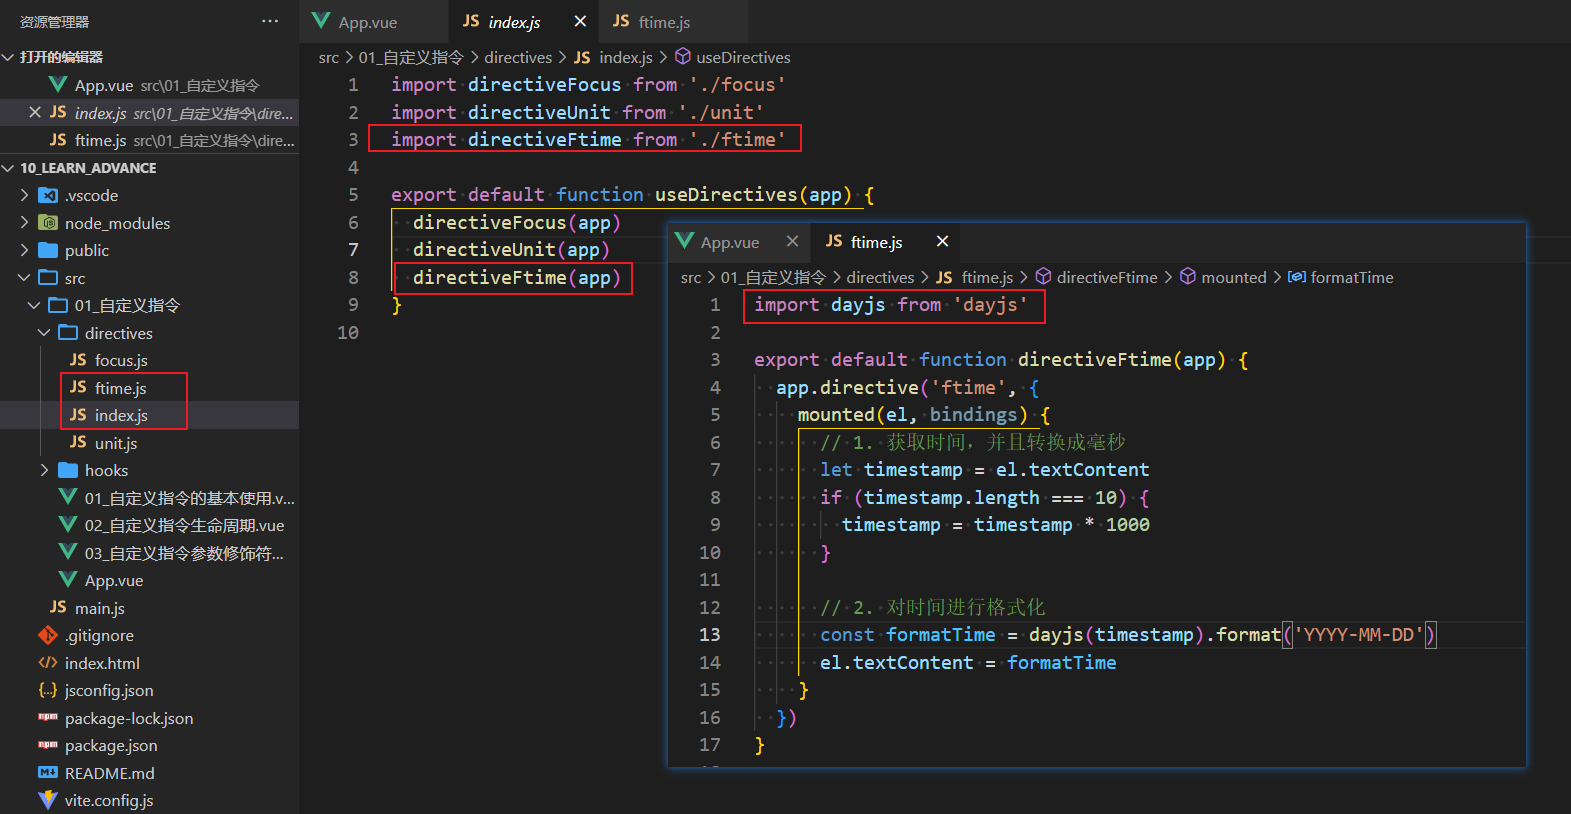 资源管理器
打开的编辑器
App.vue src\01_自定义指令
index.js src\01_自定义指令\dire...
ftime.js src\01_自定义指令\dire...
10_LEARN_ADVANCE
.vscode
node_modules
public
src
01_自定义指令
directives
focus.js
ftime.js
index.js
unit.js
hooks
01_自定义指令的基本使用.v...
02_自定义指令生命周期.vue
03_自定义指令参数修饰符...
App.vue
main.js
.gitignore
index.html
jsconfig.json
package-lock.json
package.json
README.md
vite.config.js
App.vue JS index.js JS ftime.js
src > 01_自定义指令 > directives > JS index.js > useDirectives
1 import directiveFocus from './focus'
2 import directiveUnit from './unit'
3 import directiveFtime from './ftime'
4
5 export default function useDirectives(app) {
6 directiveFocus(app)
7 directiveUnit(app)
8 directiveFtime(app)
9 }
10
App.vue JS ftime.js
src > 01_自定义指令 > directives > JS ftime.js > directiveFtime > mounted > formatTime
1 import dayjs from 'dayjs'
2
3 export default function directiveFtime(app) {
4 app.directive('ftime', {
5 mounted(el, bindings) {
6 // 1. 获取时间，并且转换成毫秒
7 let timestamp = el.textContent
8 if (timestamp.length === 10) {
9 timestamp = timestamp * 1000
10 }
11
12 // 2. 对时间进行格式化
13 const formatTime = dayjs(timestamp).format('YYYY-MM-DD')
14 el.textContent = formatTime
15 }
16 })
17 }